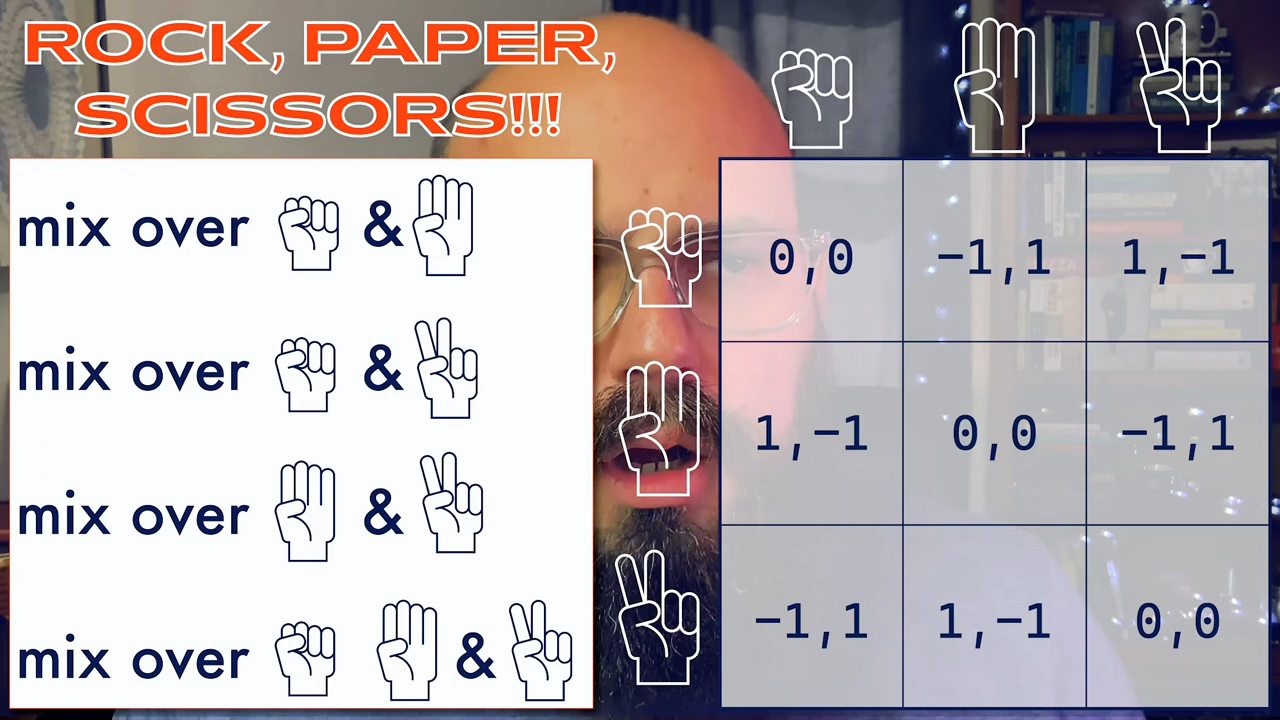 ROCK, PAPER,
SCISSORS!!!
mix over &
mix over &
mix over &
mix over &
0,0 −1,1 1,−1
1,−1 0,0 −1,1
−1,1 1,−1 0,0